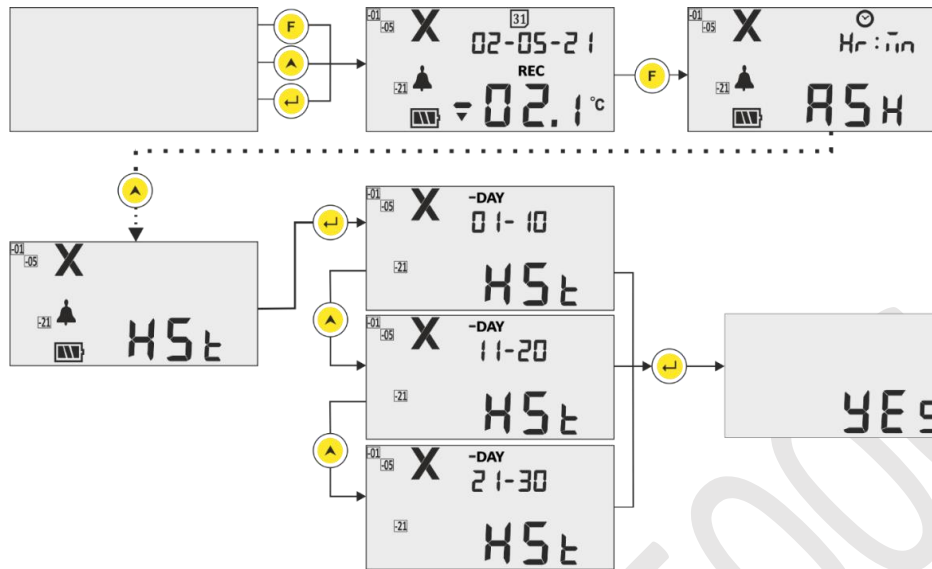 F
-01
-05
X
31
02-05-21
REC
-21
-02.1 °C
F
-01
-05
X
Hr:Min
-21
ASK
-01
-05
X
-21
HSt
-01
-05
X
-DAY
01-10
-21
HSt
-01
-05
X
-DAY
11-20
-21
HSt
-01
-05
X
-DAY
21-30
-21
HSt
YES